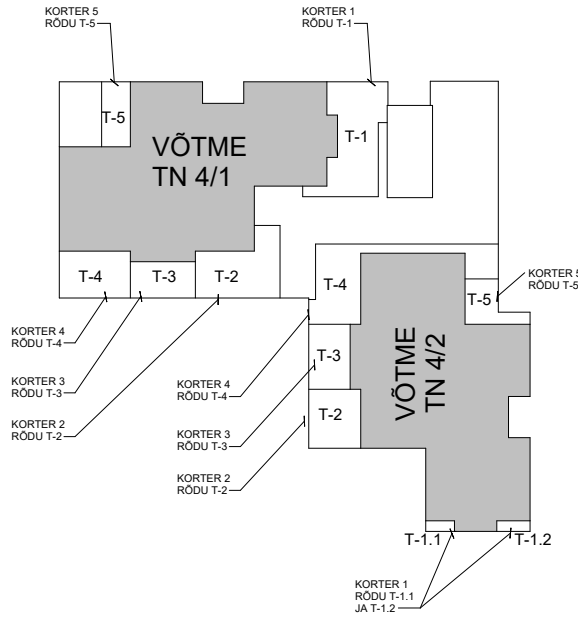 KORTER 5
RÕDU T-5
KORTER 1
RÕDU T-1
T-5
VÕTME
TN 4/1
T-1
T-4
T-3
T-2
KORTER 4
RÕDU T-4
KORTER 3
RÕDU T-3
KORTER 2
RÕDU T-2
T-4
T-5
KORTER 5
RÕDU T-5
T-3
VÕTME
TN 4/2
T-2
KORTER 4
RÕDU T-4
KORTER 3
RÕDU T-3
KORTER 2
RÕDU T-2
T-1.1
T-1.2
KORTER 1
RÕDU T-1.1
JA T-1.2